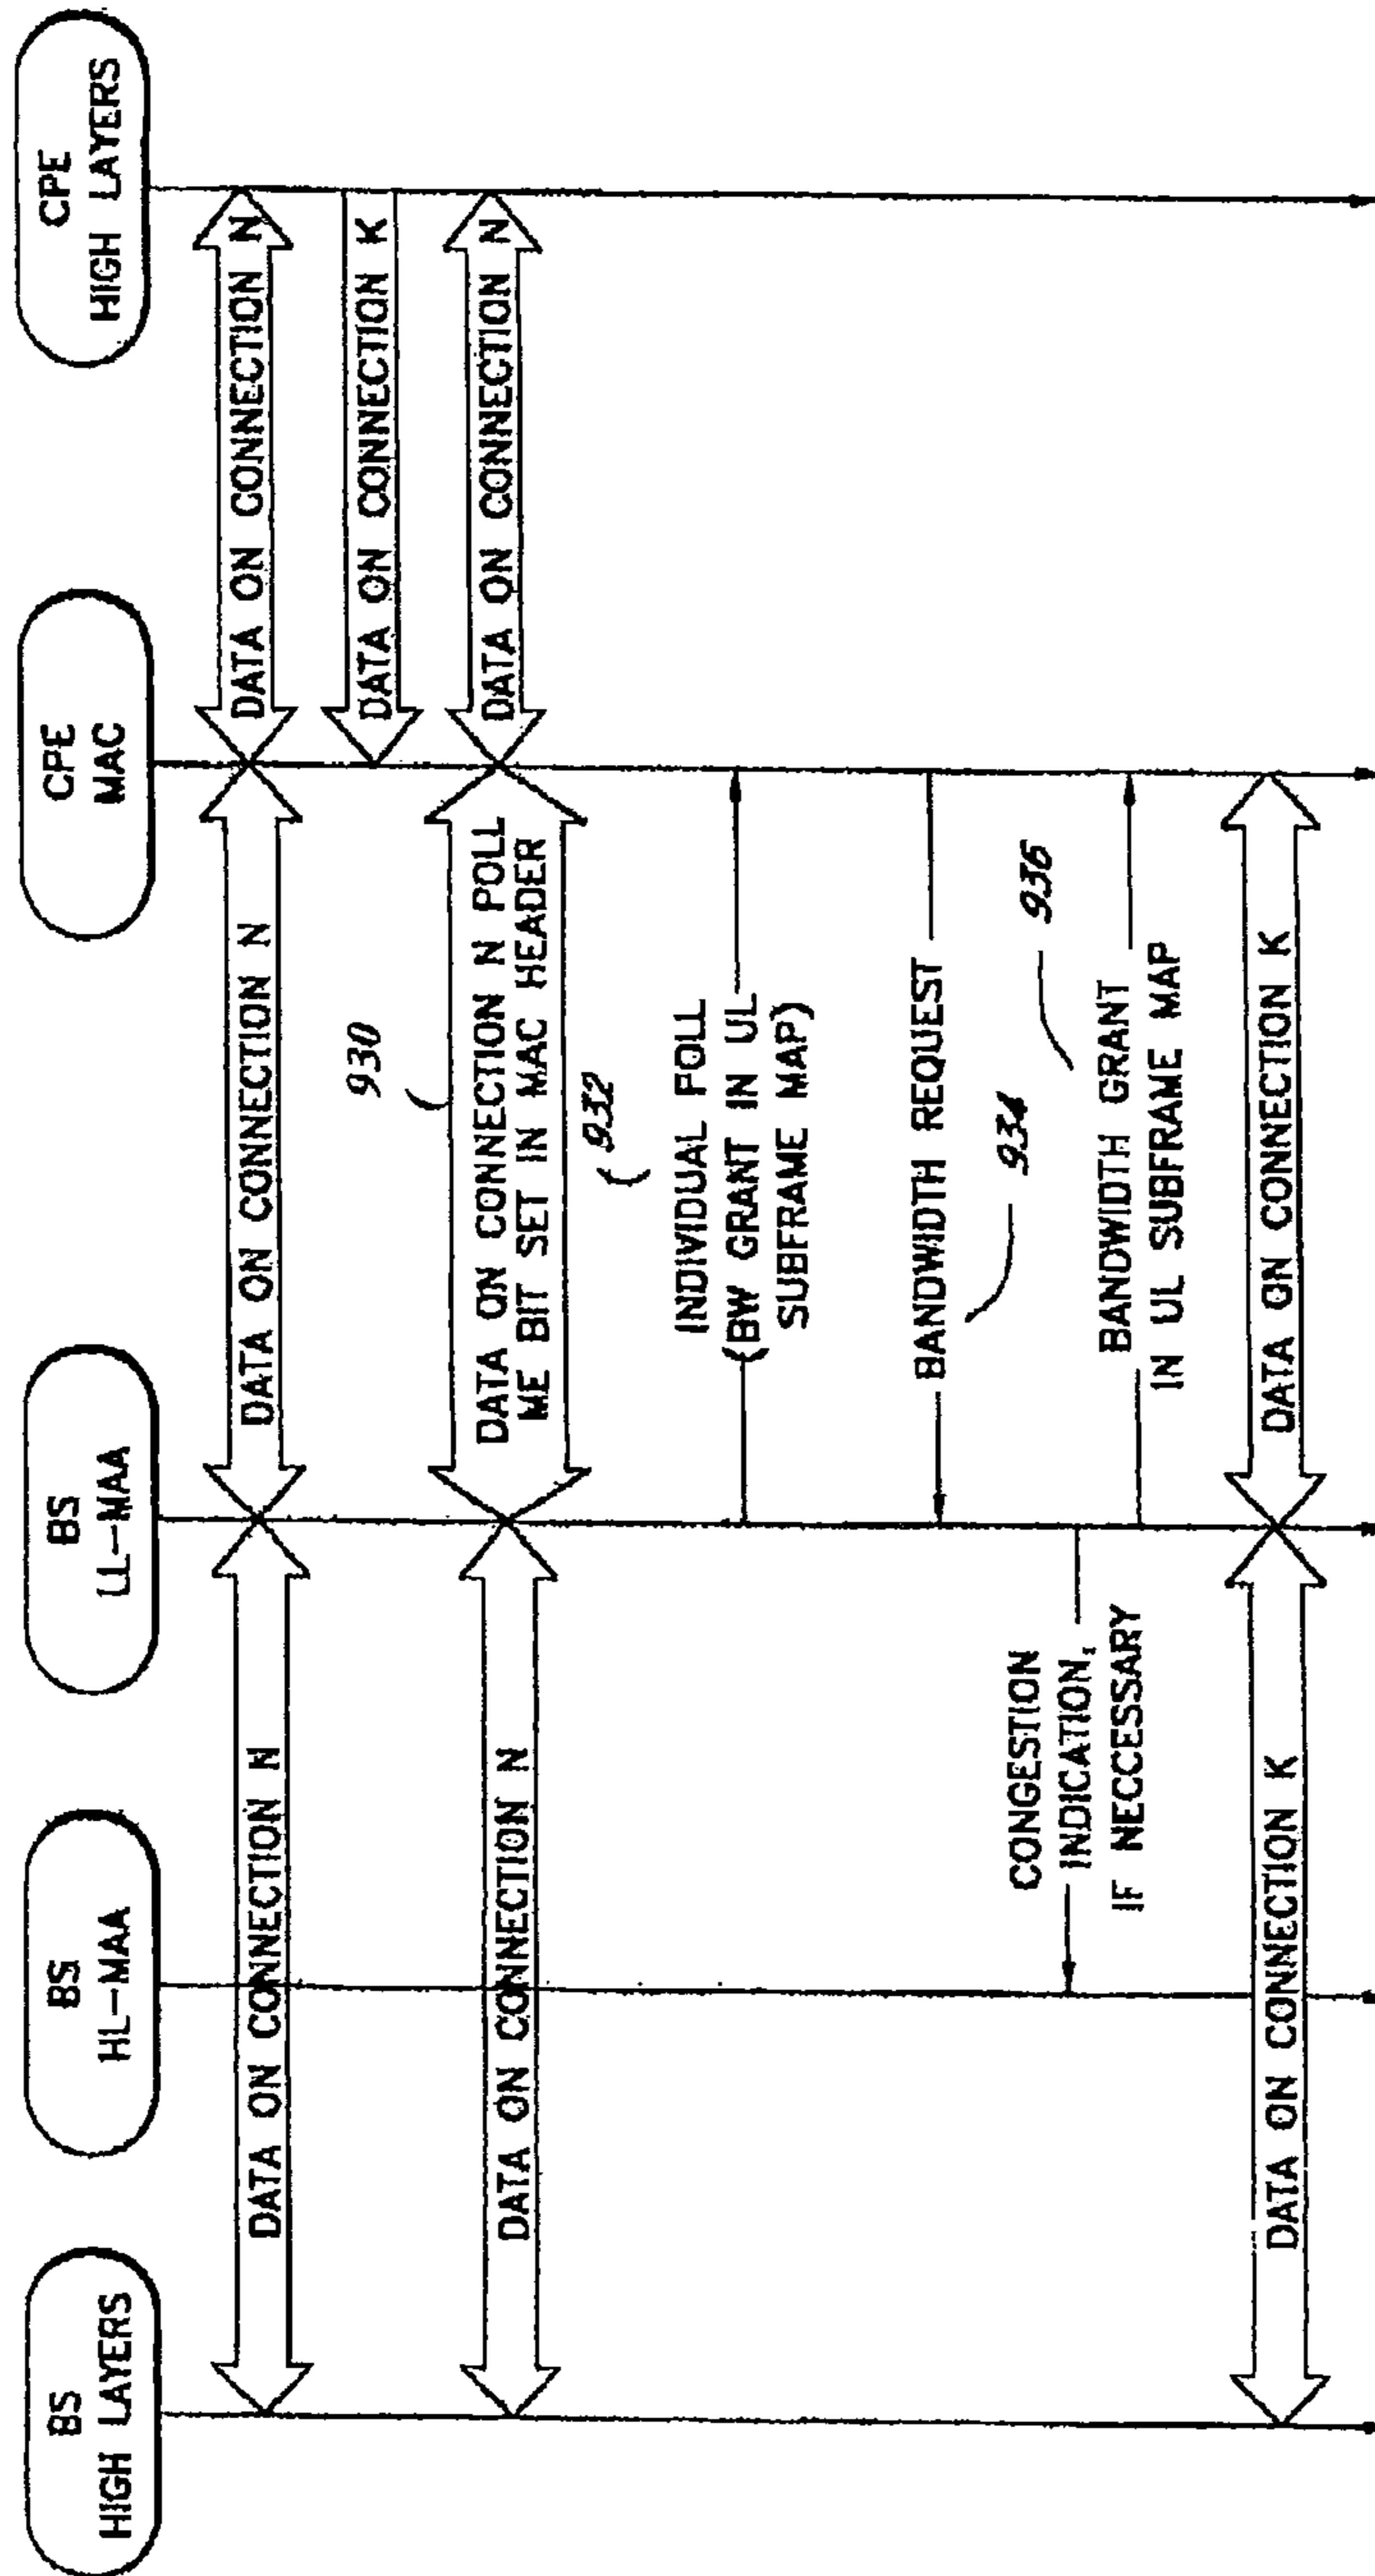 BS
HIGH LAYERS
BS
HL-MAA
BS
LL-MAA
CPE
MAC
CPE
HIGH LAYERS
DATA ON CONNECTION N
DATA ON CONNECTION N
DATA ON CONNECTION N
DATA ON CONNECTION K
930
DATA ON CONNECTION N
DATA ON CONNECTION N POLL
ME BIT SET IN MAC HEADER
DATA ON CONNECTION N
932
INDIVIDUAL POLL
(BW GRANT IN UL
SUBFRAME MAP)
BANDWIDTH REQUEST
934
CONGESTION
INDICATION,
IF NECCESSARY
936
BANDWIDTH GRANT
IN UL SUBFRAME MAP
DATA ON CONNECTION K
DATA ON CONNECTION K